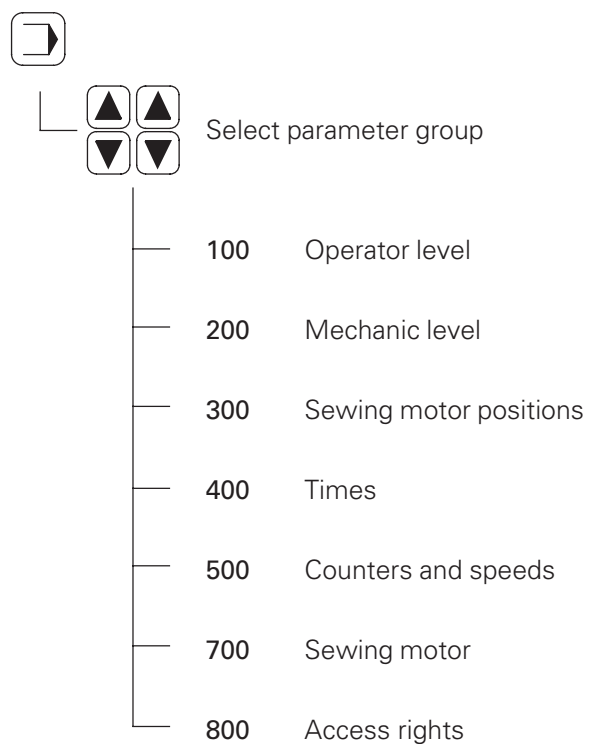 Select parameter group
100 Operator level
200 Mechanic level
300 Sewing motor positions
400 Times
500 Counters and speeds
700 Sewing motor
800 Access rights